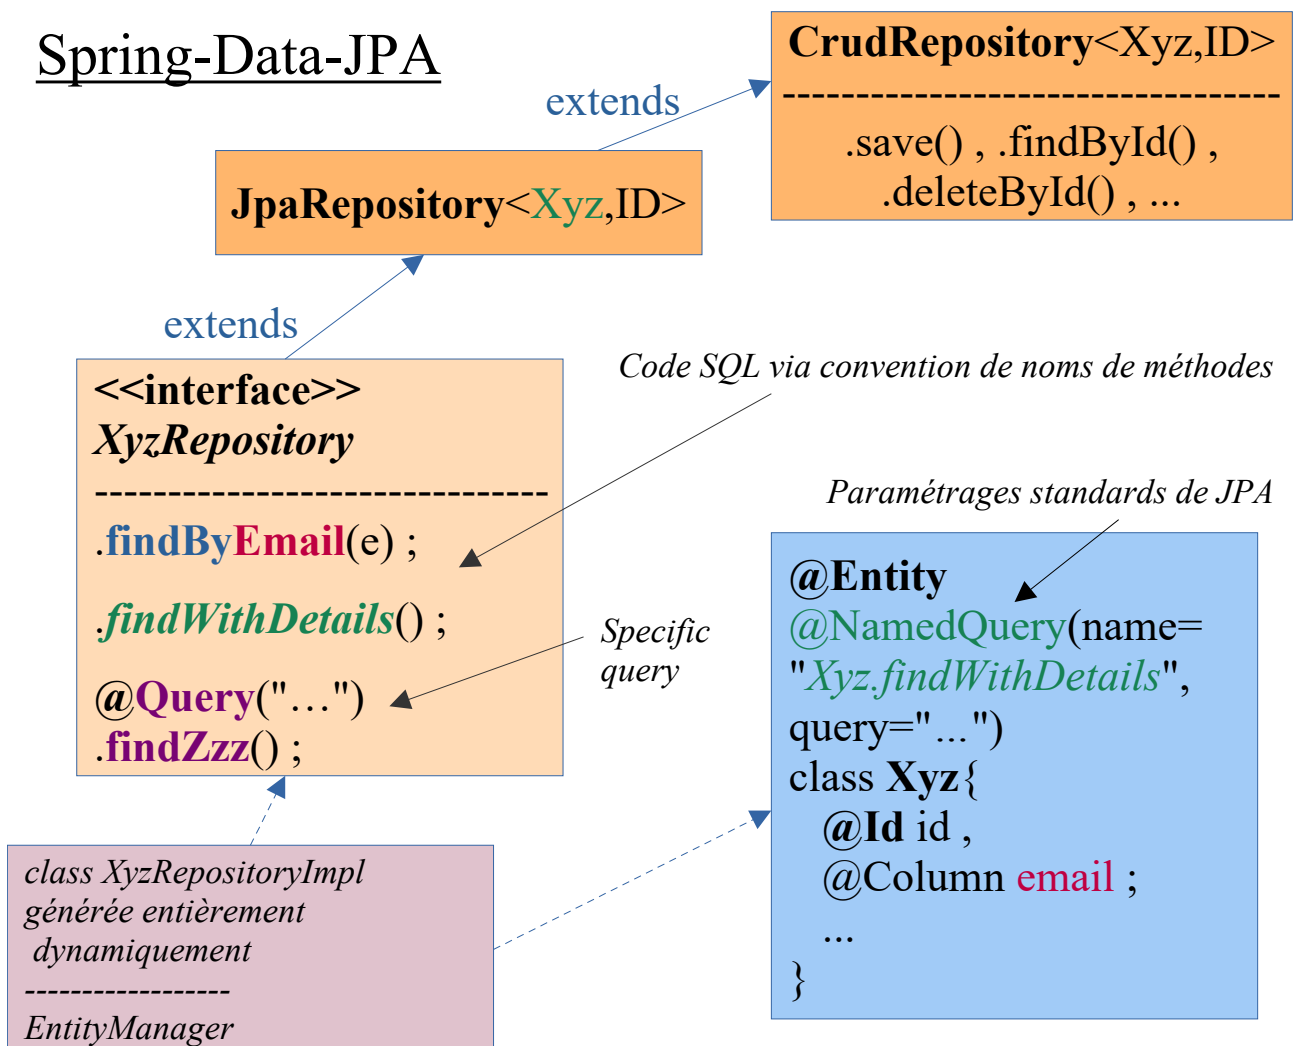 Spring-Data-JPA
CrudRepository<Xyz,ID>
----------------------------------
.save() , .findById() ,
.deleteById() , ...
extends
JpaRepository<Xyz,ID>
extends
<<interface>>
XyzRepository
-------------------------------
.findByEmail(e) ;
.findWithDetails() ;
@Query("…")
.findZzz() ;
Code SQL via convention de noms de méthodes
Specific
query
Paramétrages standards de JPA
@Entity
@NamedQuery(name=
"Xyz.findWithDetails",
query="...")
class Xyz{
@Id id ,
@Column email ;
...
}
class XyzRepositoryImpl
générée entièrement
dynamiquement
------------------
EntityManager